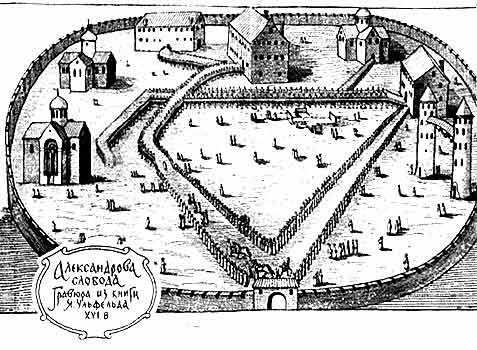 Александрова
слобода
Гравюра из книги
Я. Ульфельда
XVI в